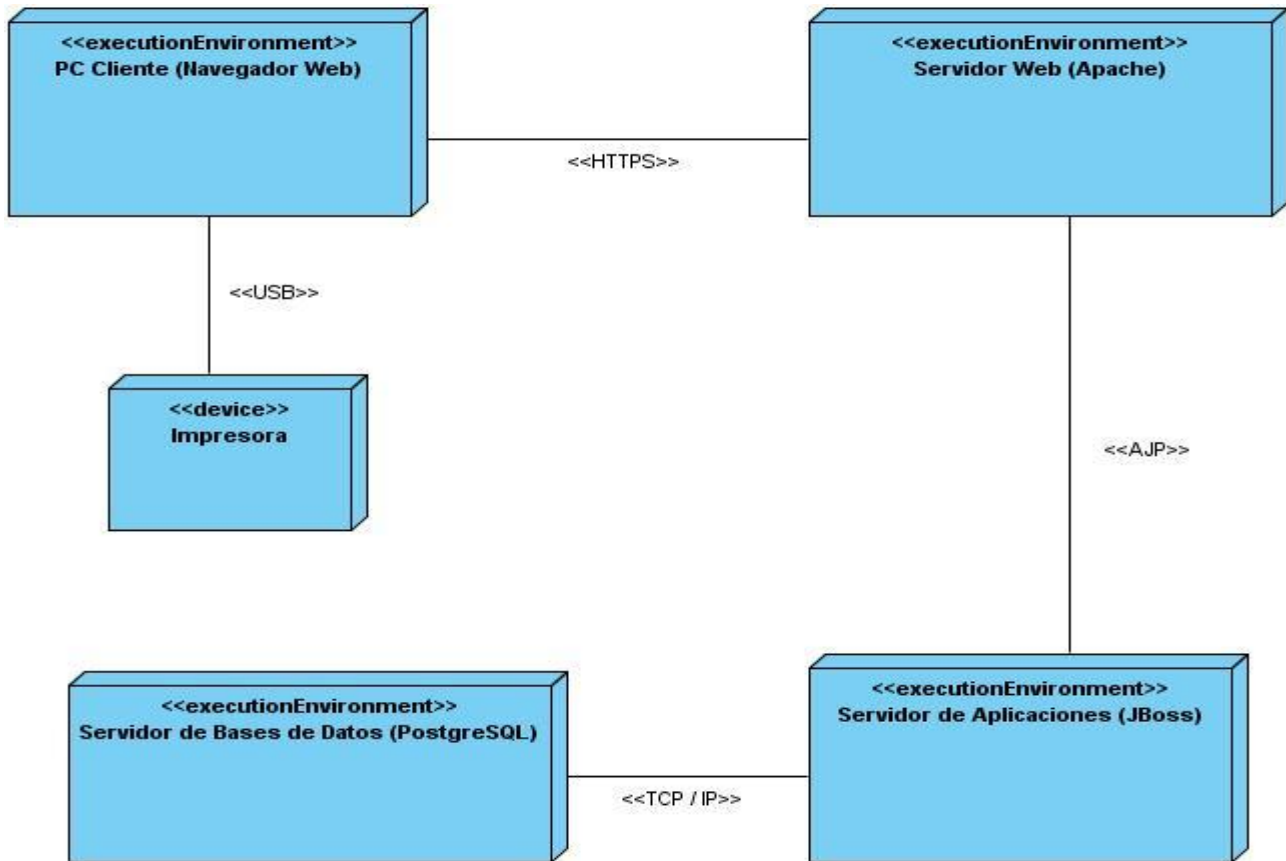 <<executionEnvironment>>
PC Cliente (Navegador Web)
<<executionEnvironment>>
Servidor Web (Apache)
<<HTTPS>>
<<USB>>
<<device>>
Impresora
<<AJP>>
<<executionEnvironment>>
Servidor de Bases de Datos (PostgreSQL)
<<executionEnvironment>>
Servidor de Aplicaciones (JBoss)
<<TCP / IP>>